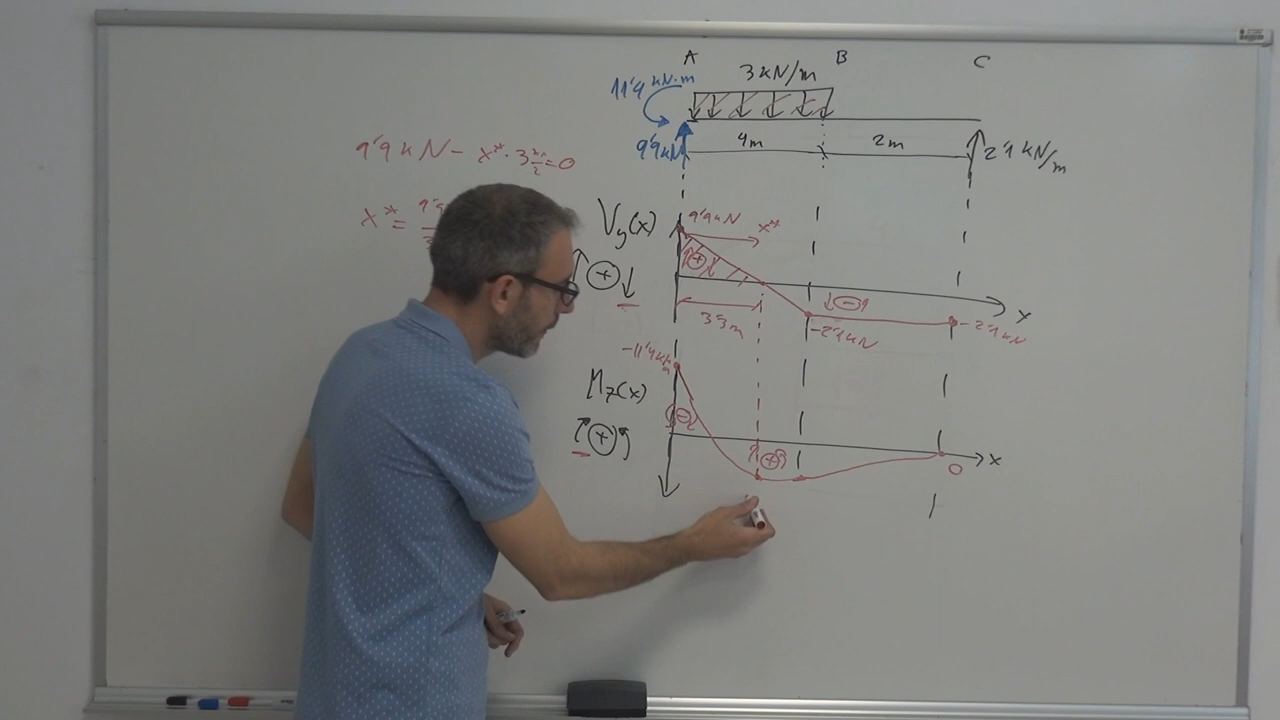 A B C
11'4 kN·m 3 kN/m
9'9 kN 4m 2m 2'1 kN/m
9'9 kN - x*·3 kN/2 = 0
x* =
Vy(x) 9'9 kN x*
+ + -
3'3m -2'1 kN -2'1 kN x
-11'4 kN
Mz(x)
+ - + 0 x